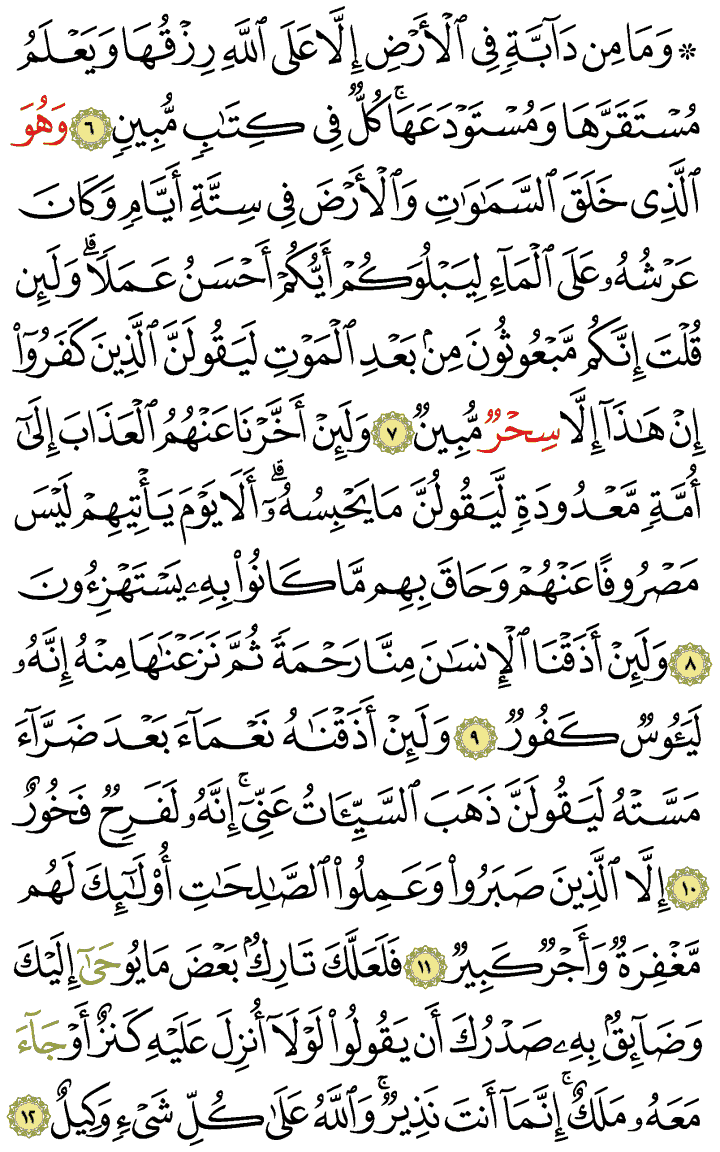 ۞ وَمَا مِن دَآبَّةٍ فِى ٱلْأَرْضِ إِلَّا عَلَى ٱللَّهِ رِزْقُهَا وَيَعْلَمُ
مُسْتَقَرَّهَا وَمُسْتَوْدَعَهَا ۚ كُلٌّ فِى كِتَٰبٍ مُّبِينٍ ٦ وَهُوَ
ٱلَّذِى خَلَقَ ٱلسَّمَٰوَٰتِ وَٱلْأَرْضَ فِى سِتَّةِ أَيَّامٍ وَكَانَ
عَرْشُهُۥ عَلَى ٱلْمَآءِ لِيَبْلُوَكُمْ أَيُّكُمْ أَحْسَنُ عَمَلًا ۗ وَلَئِن
قُلْتَ إِنَّكُم مَّبْعُوثُونَ مِنۢ بَعْدِ ٱلْمَوْتِ لَيَقُولَنَّ ٱلَّذِينَ كَفَرُوٓا۟
إِنْ هَٰذَآ إِلَّا سِحْرٌ مُّبِينٌ ٧ وَلَئِنْ أَخَّرْنَا عَنْهُمُ ٱلْعَذَابَ إِلَىٰٓ
أُمَّةٍ مَّعْدُودَةٍ لَّيَقُولُنَّ مَا يَحْبِسُهُۥٓ ۗ أَلَا يَوْمَ يَأْتِيهِمْ لَيْسَ
مَصْرُوفًا عَنْهُمْ وَحَاقَ بِهِم مَّا كَانُوا۟ بِهِۦ يَسْتَهْزِءُونَ
٨ وَلَئِنْ أَذَقْنَا ٱلْإِنسَٰنَ مِنَّا رَحْمَةً ثُمَّ نَزَعْنَٰهَا مِنْهُ إِنَّهُۥ
لَيَـُٔوسٌ كَفُورٌ ٩ وَلَئِنْ أَذَقْنَٰهُ نَعْمَآءَ بَعْدَ ضَرَّآءَ
مَسَّتْهُ لَيَقُولَنَّ ذَهَبَ ٱلسَّيِّـَٔاتُ عَنِّىٓ ۚ إِنَّهُۥ لَفَرِحٌ فَخُورٌ
١٠ إِلَّا ٱلَّذِينَ صَبَرُوا۟ وَعَمِلُوا۟ ٱلصَّٰلِحَٰتِ أُو۟لَٰٓئِكَ لَهُم
مَّغْفِرَةٌ وَأَجْرٌ كَبِيرٌ ١١ فَلَعَلَّكَ تَارِكٌۢ بَعْضَ مَا يُوحَىٰٓ إِلَيْكَ
وَضَآئِقٌۢ بِهِۦ صَدْرُكَ أَن يَقُولُوا۟ لَوْلَآ أُنزِلَ عَلَيْهِ كَنزٌ أَوْ جَآءَ
مَعَهُۥ مَلَكٌ ۚ إِنَّمَآ أَنتَ نَذِيرٌ ۚ وَٱللَّهُ عَلَىٰ كُلِّ شَىْءٍ وَكِيلٌ ١٢